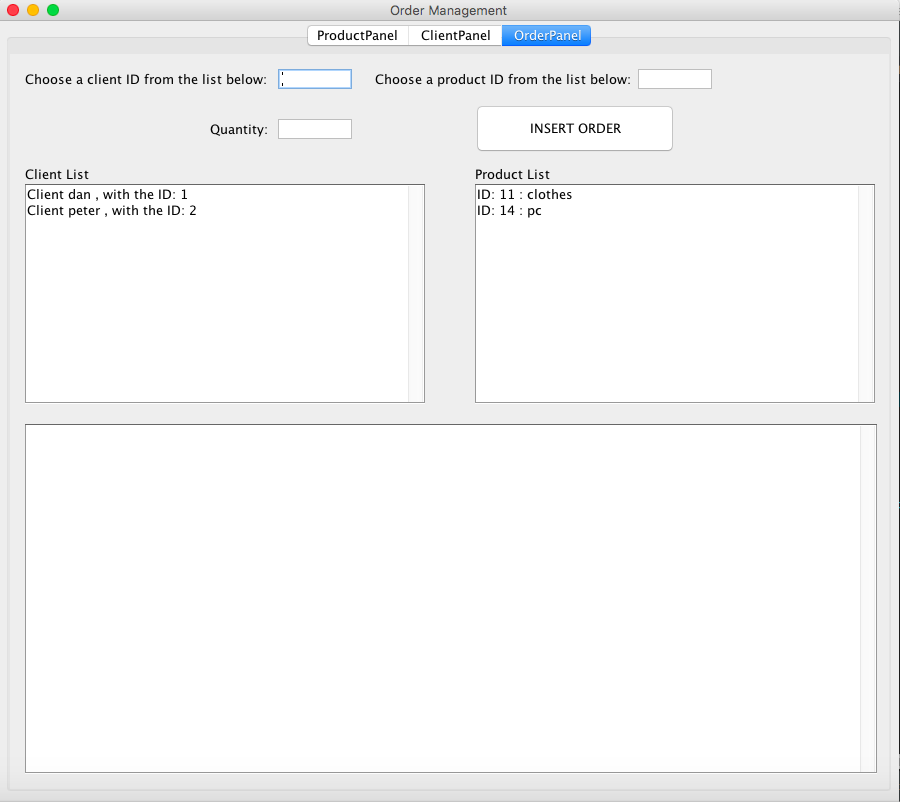 Order Management
ProductPanel ClientPanel OrderPanel
Choose a client ID from the list below: Choose a product ID from the list below:
Quantity: INSERT ORDER
Client List Product List
Client dan , with the ID: 1 ID: 11 : clothes
Client peter , with the ID: 2 ID: 14 : pc